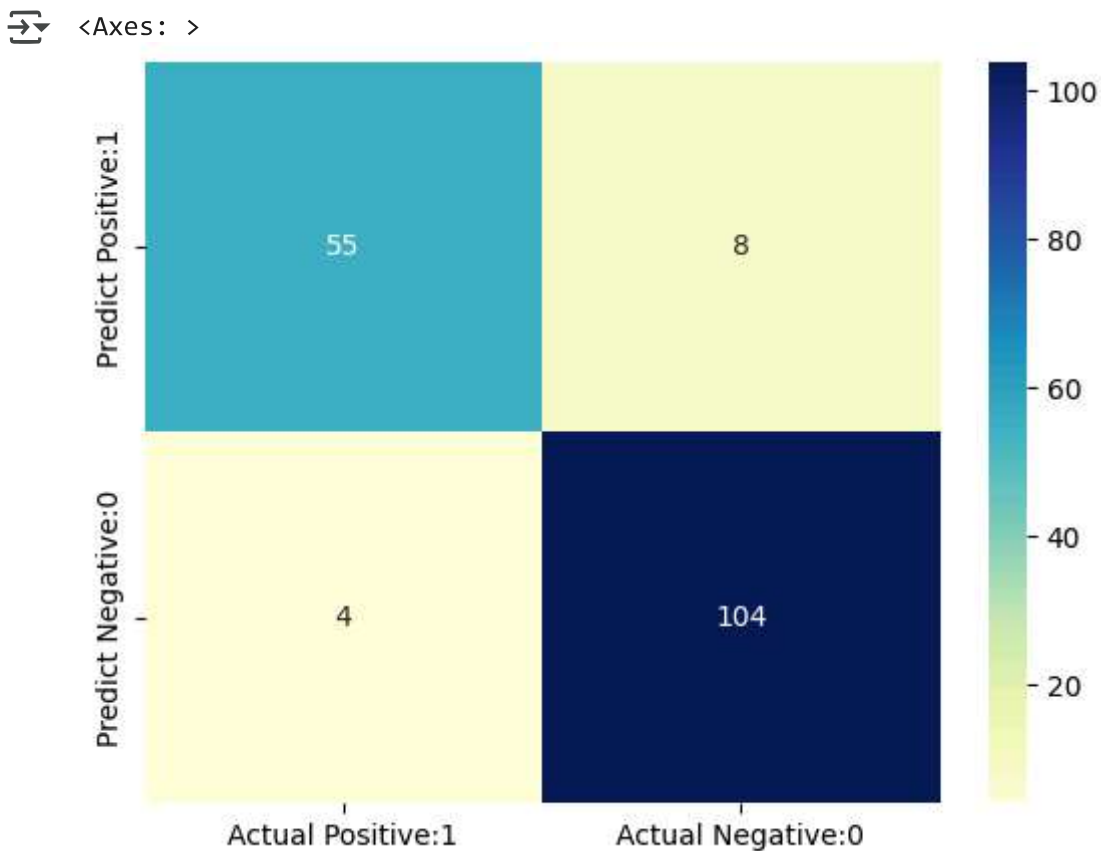 <Axes: >
100
Predict Positive:1
55
8
80
60
40
Predict Negative:0
4
104
20
Actual Positive:1
Actual Negative:0